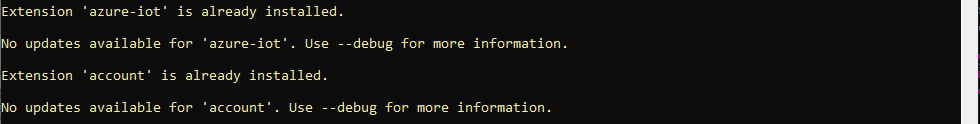 Extension 'azure-iot' is already installed.
No updates available for 'azure-iot'. Use --debug for more information.
Extension 'account' is already installed.
No updates available for 'account'. Use --debug for more information.